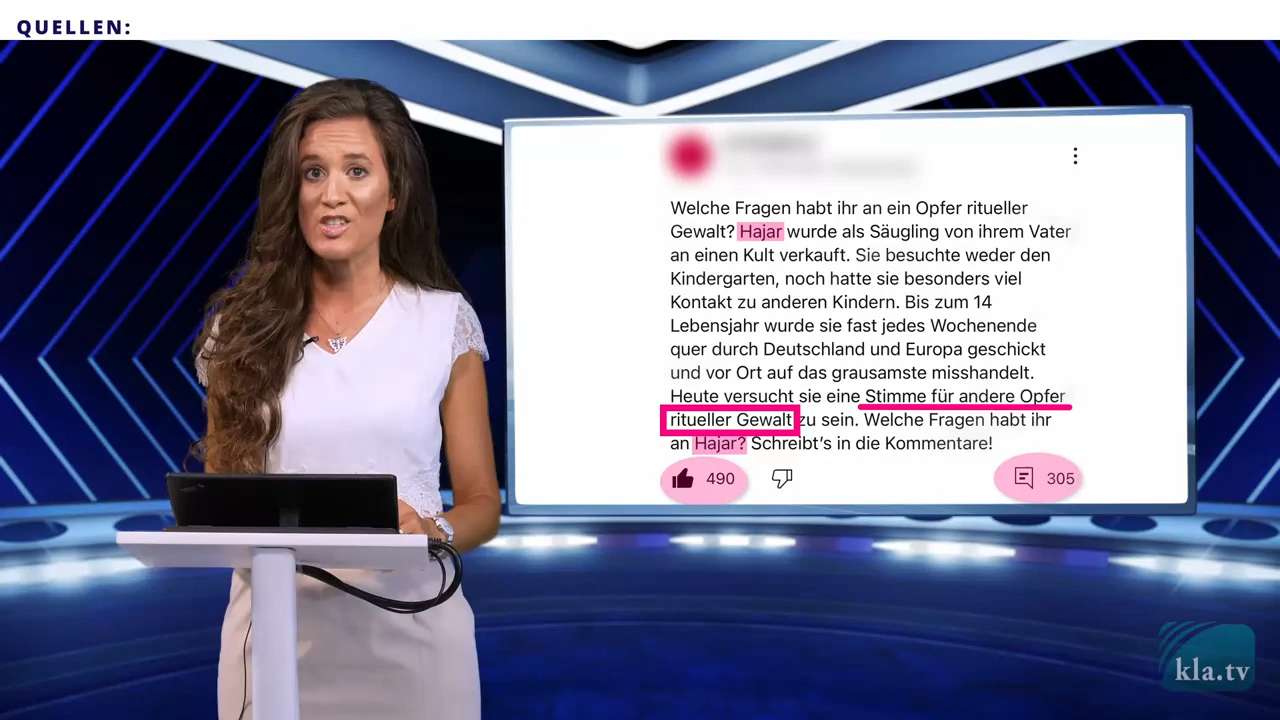 QUELLEN:
Welche Fragen habt ihr an ein Opfer ritueller
Gewalt? Hajar wurde als Säugling von ihrem Vater
an einen Kult verkauft. Sie besuchte weder den
Kindergarten, noch hatte sie besonders viel
Kontakt zu anderen Kindern. Bis zum 14
Lebensjahr wurde sie fast jedes Wochenende
quer durch Deutschland und Europa geschickt
und vor Ort auf das grausamste misshandelt.
Heute versucht sie eine Stimme für andere Opfer
ritueller Gewalt zu sein. Welche Fragen habt ihr
an Hajar? Schreibt's in die Kommentare!
490
305
kla.tv